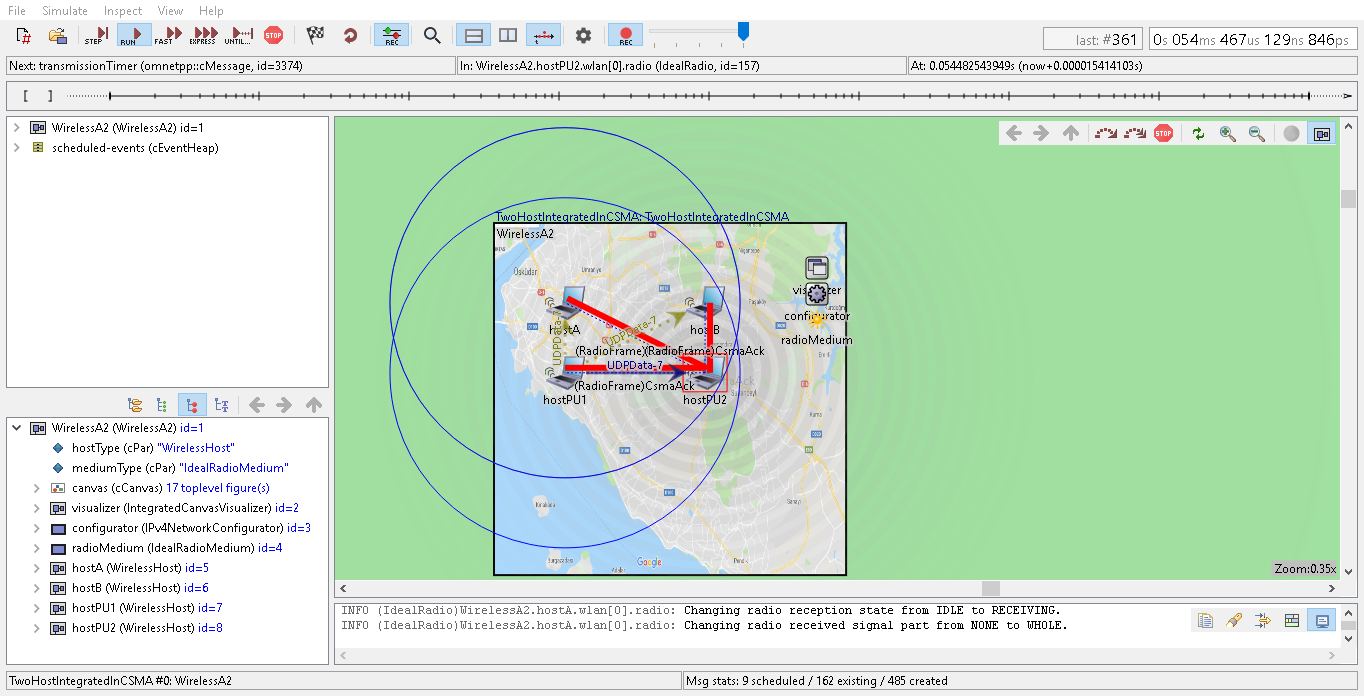 File Simulate Inspect View Help
STEP RUN FAST EXPRESS UNTIL... STOP REC REC
last: #361 0s 054ms 467us 129ns 846ps
Next: transmissionTimer (omnetpp::cMessage, id=3374) In: WirelessA2.hostPU2.wlan[0].radio (IdealRadio, id=157) At: 0.054482543949s (now+0.000015414103s)
[ ]
WirelessA2 (WirelessA2) id=1
scheduled-events (cEventHeap)
WirelessA2 (WirelessA2) id=1
hostType (cPar) "WirelessHost"
mediumType (cPar) "IdealRadioMedium"
canvas (cCanvas) 17 toplevel figure(s)
visualizer (IntegratedCanvasVisualizer) id=2
configurator (IPv4NetworkConfigurator) id=3
radioMedium (IdealRadioMedium) id=4
hostA (WirelessHost) id=5
hostB (WirelessHost) id=6
hostPU1 (WirelessHost) id=7
hostPU2 (WirelessHost) id=8
STOP
TwoHostIntegratedInCSMA: TwoHostIntegratedInCSMA
WirelessA2
Üsküdar
Ümraniye
visualizer
configurator
radioMedium
hostA
hostB
UDPData-7
(RadioFrame)(RadioFrame)CsmaAck
UDPData-7
(RadioFrame)CsmaAck
hostPU1
hostPU2
Kınalıada
Burgazadası
Adalar
Google
Pendik
Kurna
Zoom:0.35x
INFO (IdealRadio)WirelessA2.hostA.wlan[0].radio: Changing radio reception state from IDLE to RECEIVING.
INFO (IdealRadio)WirelessA2.hostA.wlan[0].radio: Changing radio received signal part from NONE to WHOLE.
TwoHostIntegratedInCSMA #0: WirelessA2 Msg stats: 9 scheduled / 162 existing / 485 created